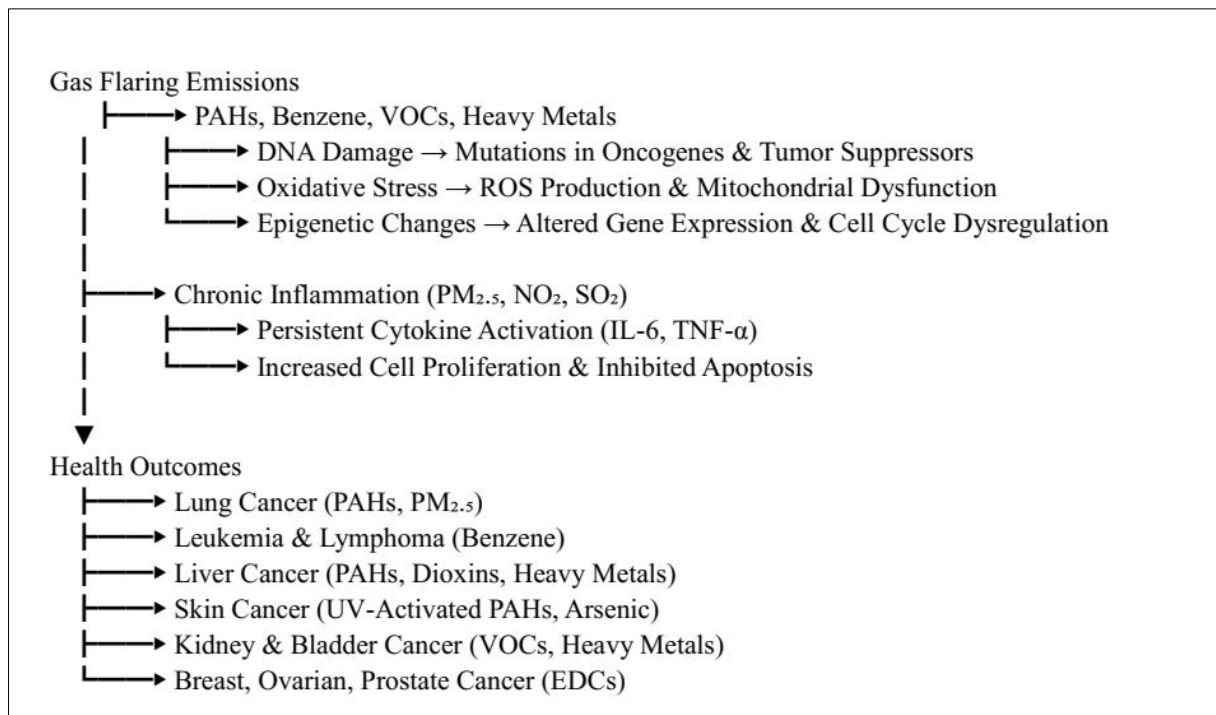 Gas Flaring Emissions
PAHs, Benzene, VOCs, Heavy Metals
DNA Damage → Mutations in Oncogenes & Tumor Suppressors
Oxidative Stress → ROS Production & Mitochondrial Dysfunction
Epigenetic Changes → Altered Gene Expression & Cell Cycle Dysregulation
Chronic Inflammation (PM₂.₅, NO₂, SO₂)
Persistent Cytokine Activation (IL-6, TNF-α)
Increased Cell Proliferation & Inhibited Apoptosis
Health Outcomes
Lung Cancer (PAHs, PM₂.₅)
Leukemia & Lymphoma (Benzene)
Liver Cancer (PAHs, Dioxins, Heavy Metals)
Skin Cancer (UV-Activated PAHs, Arsenic)
Kidney & Bladder Cancer (VOCs, Heavy Metals)
Breast, Ovarian, Prostate Cancer (EDCs)